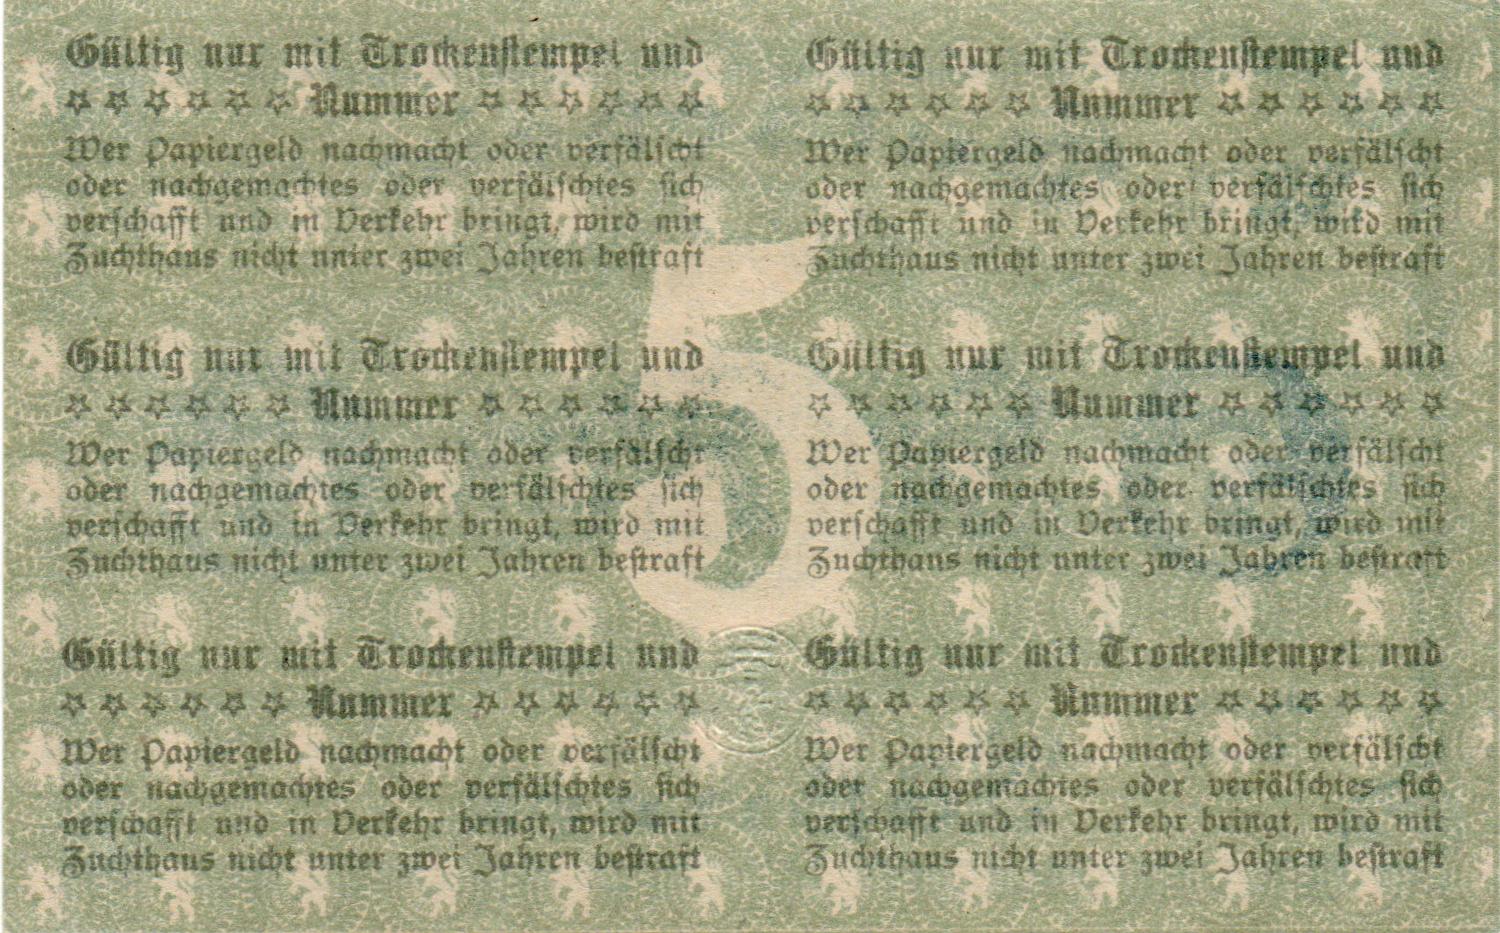 Gültig nur mit Trockenstempel und
☆ ☆ ☆ ☆ ☆ ☆ Nummer ☆ ☆ ☆ ☆ ☆ ☆
Wer Papiergeld nachmacht oder verfälscht
oder nachgemachtes oder verfälschtes sich
verschafft und in Verkehr bringt, wird mit
Zuchthaus nicht unter zwei Jahren bestraft
Gültig nur mit Trockenstempel und
☆ ☆ ☆ ☆ ☆ ☆ Nummer ☆ ☆ ☆ ☆ ☆ ☆
Wer Papiergeld nachmacht oder verfälscht
oder nachgemachtes oder verfälschtes sich
verschafft und in Verkehr bringt, wird mit
Zuchthaus nicht unter zwei Jahren bestraft
5
Gültig nur mit Trockenstempel und
☆ ☆ ☆ ☆ ☆ ☆ Nummer ☆ ☆ ☆ ☆ ☆ ☆
Wer Papiergeld nachmacht oder verfälscht
oder nachgemachtes oder verfälschtes sich
verschafft und in Verkehr bringt, wird mit
Zuchthaus nicht unter zwei Jahren bestraft
Gültig nur mit Trockenstempel und
☆ ☆ ☆ ☆ ☆ ☆ Nummer ☆ ☆ ☆ ☆ ☆ ☆
Wer Papiergeld nachmacht oder verfälscht
oder nachgemachtes oder verfälschtes sich
verschafft und in Verkehr bringt, wird mit
Zuchthaus nicht unter zwei Jahren bestraft
Gültig nur mit Trockenstempel und
☆ ☆ ☆ ☆ ☆ ☆ Nummer ☆ ☆ ☆ ☆ ☆ ☆
Wer Papiergeld nachmacht oder verfälscht
oder nachgemachtes oder verfälschtes sich
verschafft und in Verkehr bringt, wird mit
Zuchthaus nicht unter zwei Jahren bestraft
Gültig nur mit Trockenstempel und
☆ ☆ ☆ ☆ ☆ ☆ Nummer ☆ ☆ ☆ ☆ ☆ ☆
Wer Papiergeld nachmacht oder verfälscht
oder nachgemachtes oder verfälschtes sich
verschafft und in Verkehr bringt, wird mit
Zuchthaus nicht unter zwei Jahren bestraft